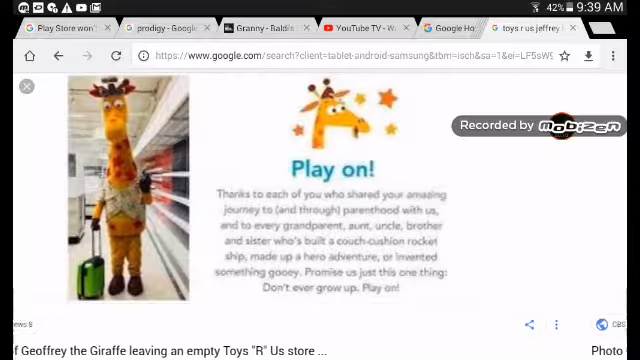 42% 9:39 AM
Play Store won't
prodigy - Google
Granny - Baldi's
YouTube TV - W
Google Ho
toys r us jeffrey
https://www.google.com/search?client=tablet-android-samsung&tbm=isch&sa=1&ei=LF5sW9
Recorded by mobizen
Play on!
Thanks to each of you who shared your amazing
journey to (and through) parenthood with us,
and to every grandparent, aunt, uncle, brother
and sister who's built a couch-cushion rocket
ship, made up a hero adventure, or invented
something gooey. Promise us just this one thing:
Don't ever grow up. Play on!
ews 8
CBS
f Geoffrey the Giraffe leaving an empty Toys "R" Us store ...
Photo